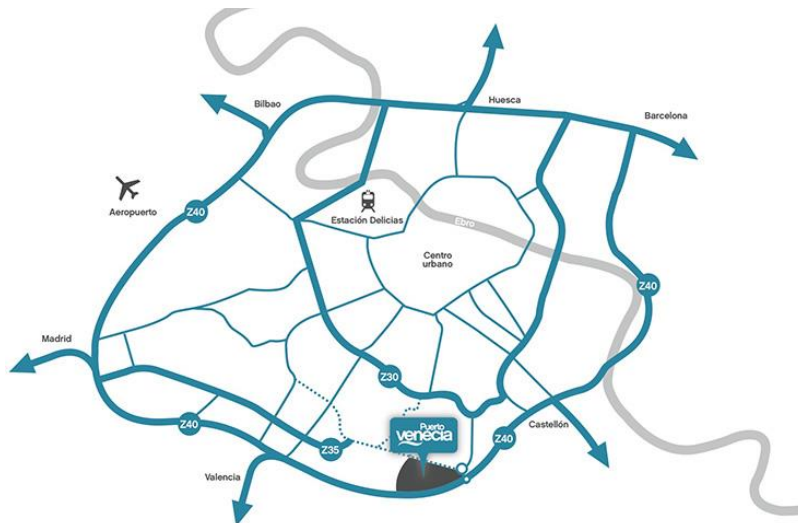 Bilbao
Huesca
Barcelona
Aeropuerto
Z40
Estación Delicias
Ebro
Centro
urbano
Z40
Madrid
Z30
Z40
Puerto
venecia
Castellón
Z40
Z35
Valencia